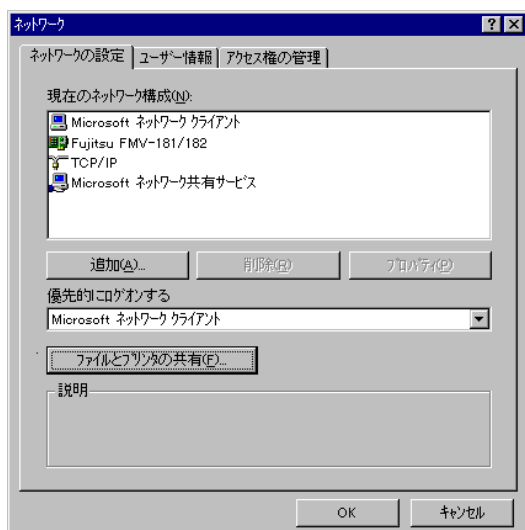 ネットワーク
ネットワークの設定 ユーザー情報 アクセス権の管理
現在のネットワーク構成(N):
Microsoft ネットワーク クライアント
Fujitsu FMV-181/182
TCP/IP
Microsoft ネットワーク共有サービス
追加(A)... 削除(R) プロパティ(P)
優先的にログオンする
Microsoft ネットワーク クライアント
ファイルとプリンタの共有(F)...
説明
OK キャンセル